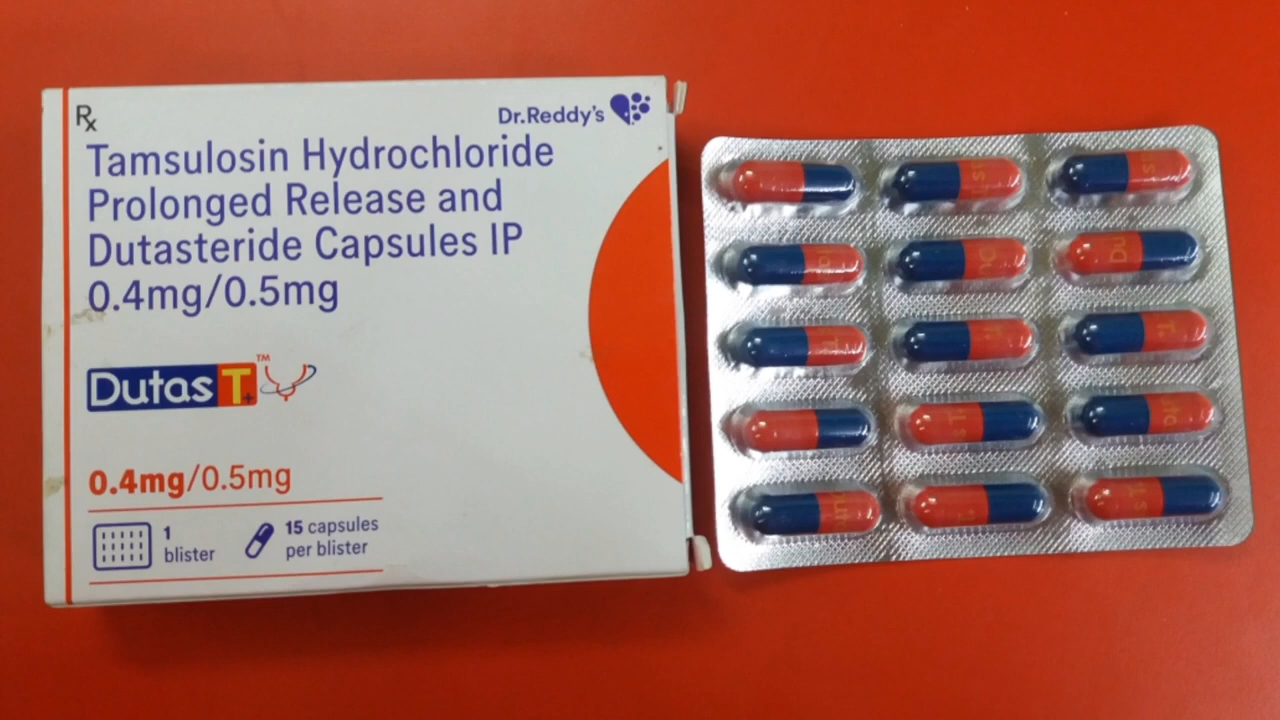 Rx
Dr.Reddy's
Tamsulosin Hydrochloride
Prolonged Release and
Dutasteride Capsules IP
0.4mg/0.5mg
Dutas T+™
0.4mg/0.5mg
1
blister
15 capsules
per blister